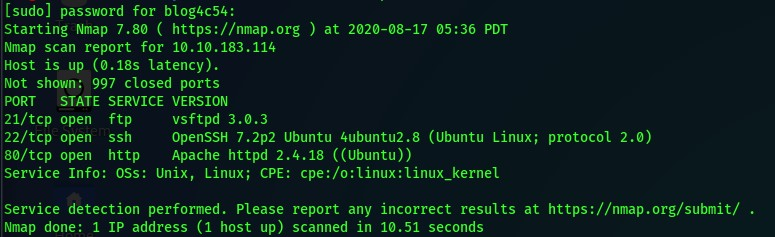 [sudo] password for blog4c54:
Starting Nmap 7.80 ( https://nmap.org ) at 2020-08-17 05:36 PDT
Nmap scan report for 10.10.183.114
Host is up (0.18s latency).
Not shown: 997 closed ports
PORT   STATE SERVICE VERSION
21/tcp open  ftp     vsftpd 3.0.3
22/tcp open  ssh     OpenSSH 7.2p2 Ubuntu 4ubuntu2.8 (Ubuntu Linux; protocol 2.0)
80/tcp open  http    Apache httpd 2.4.18 ((Ubuntu))
Service Info: OSs: Unix, Linux; CPE: cpe:/o:linux:linux_kernel

Service detection performed. Please report any incorrect results at https://nmap.org/submit/ .
Nmap done: 1 IP address (1 host up) scanned in 10.51 seconds